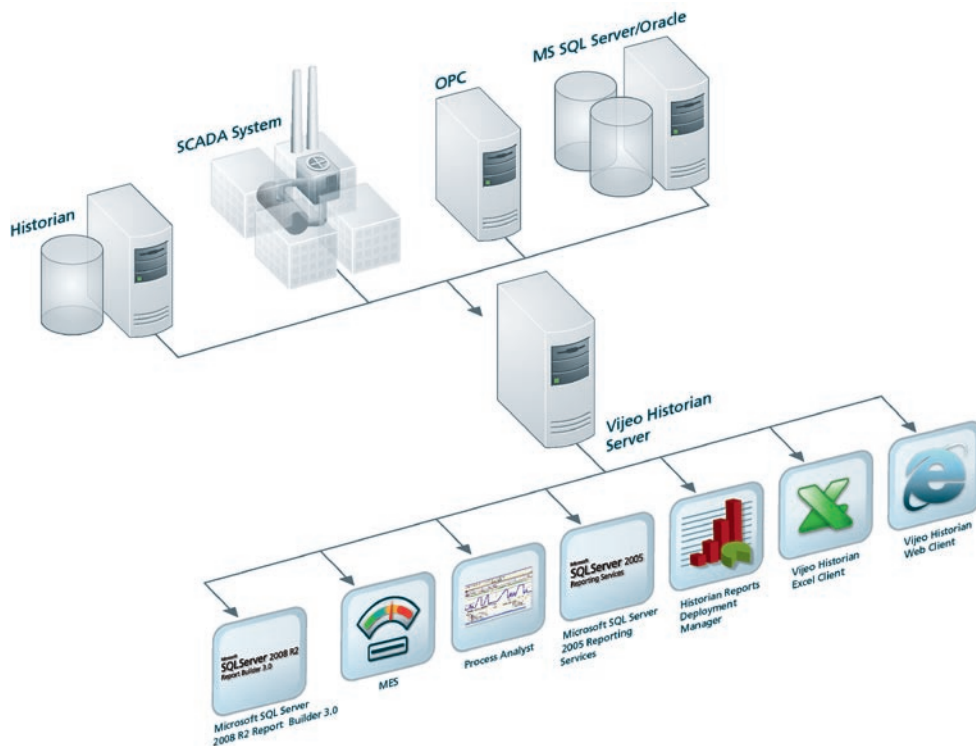 MS SQL Server/Oracle
OPC
SCADA System
Historian
Vijeo Historian
Server
Microsoft
SQLServer 2008 R2
Report Builder 3.0
Microsoft SQL Server
2008 R2 Report Builder 3.0
MES
Process Analyst
Microsoft
SQLServer 2005
Reporting Services
Microsoft SQL Server
2005 Reporting
Services
Historian Reports
Deployment
Manager
Vijeo Historian
Excel Client
Vijeo Historian
Web Client